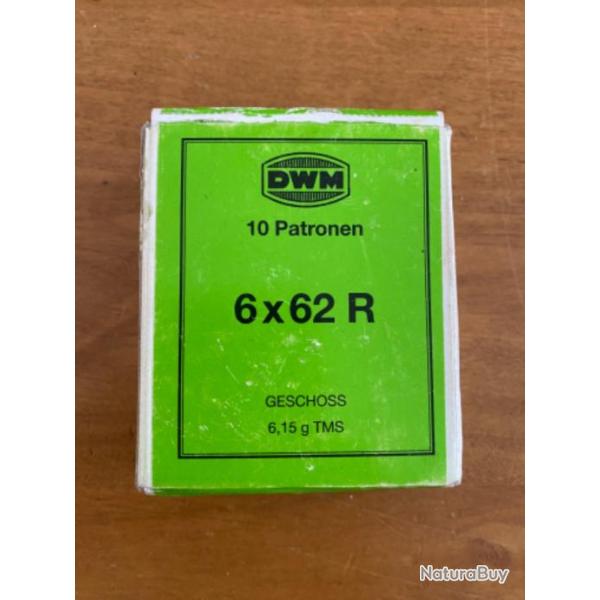 DWM
10 Patronen
6 x 62 R
GESCHOSS
6,15 g TMS
NaturaBuy